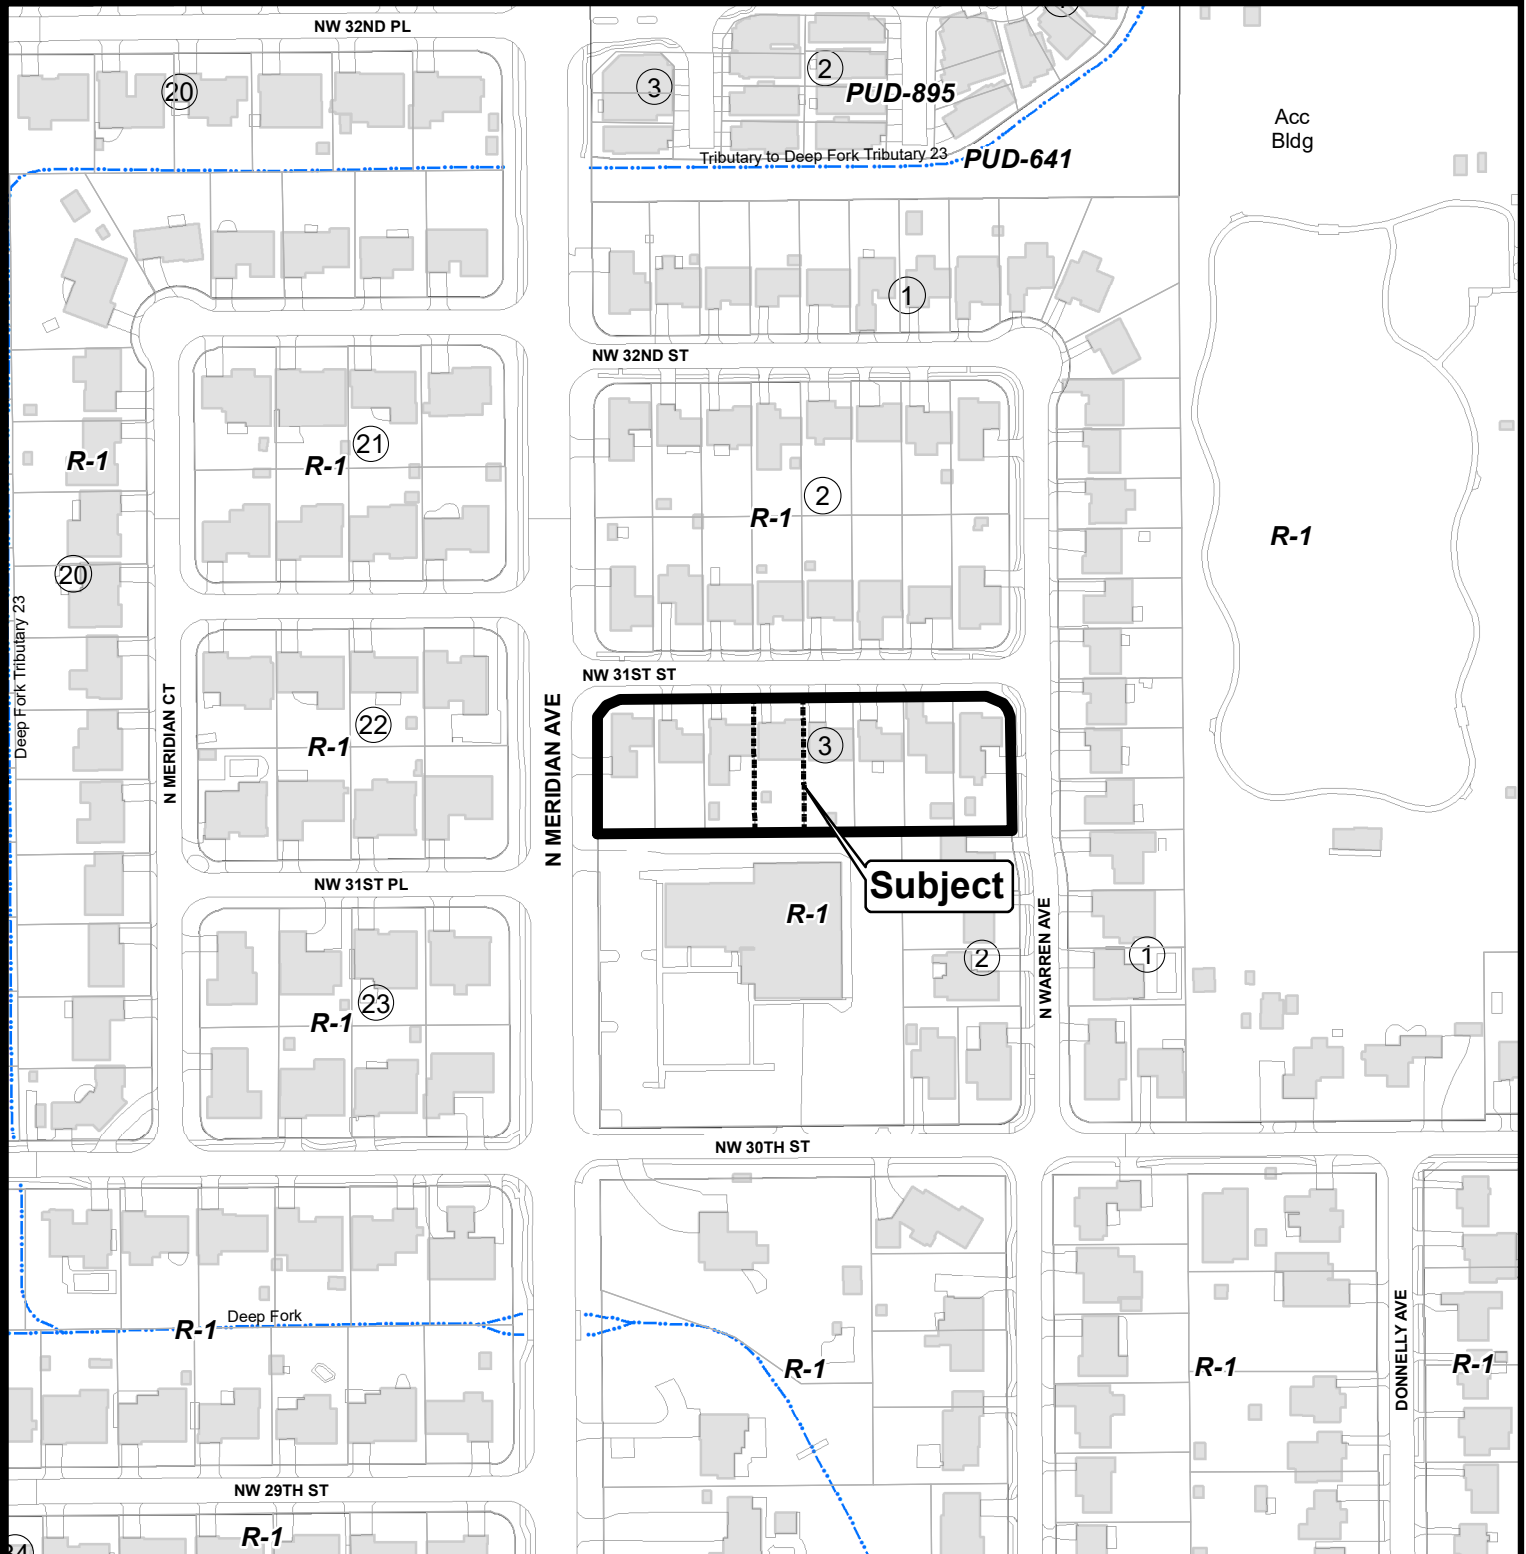 NW 32ND PL
20
3
2
PUD-895
Acc
Bldg
Tributary to Deep Fork Tributary 23
PUD-641
1
NW 32ND ST
21
R-1
R-1
2
R-1
R-1
20
Deep Fork Tributary 23
NW 31ST ST
N MERIDIAN CT
22
R-1
N MERIDIAN AVE
3
Subject
NW 31ST PL
R-1
2
1
N WARREN AVE
23
R-1
NW 30TH ST
Deep Fork
R-1
R-1
R-1
DONNELLY AVE
R-1
NW 29TH ST
R-1